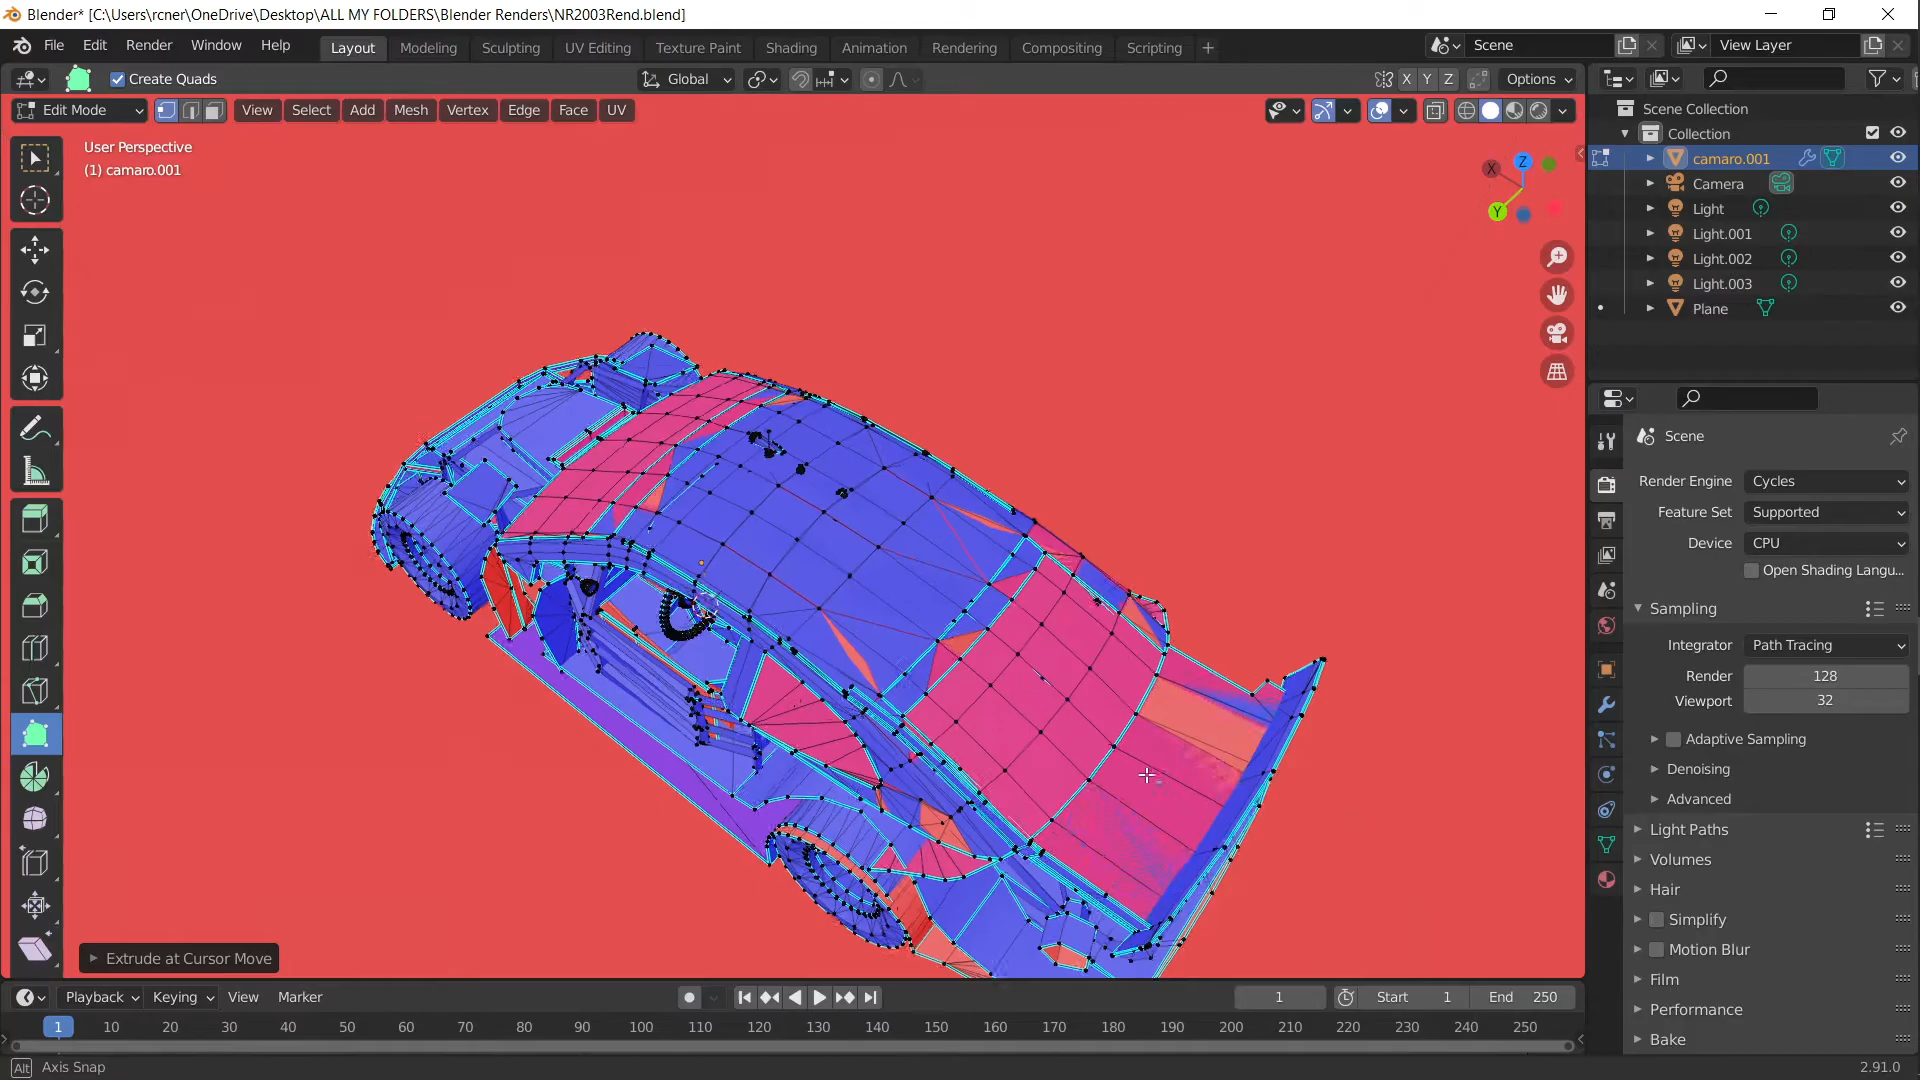 Blender* [C:\Users\rcner\OneDrive\Desktop\ALL MY FOLDERS\Blender Renders\NR2003Rend.blend]
File Edit Render Window Help Layout Modeling Sculpting UV Editing Texture Paint Shading Animation Rendering Compositing Scripting + Scene View Layer
Create Quads Global X Y Z Options
Edit Mode View Select Add Mesh Vertex Edge Face UV
User Perspective
(1) camaro.001
X Z Y
Scene Collection
Collection
camaro.001
Camera
Light
Light.001
Light.002
Light.003
Plane
Scene
Render Engine Cycles
Feature Set Supported
Device CPU
Open Shading Langu...
Sampling
Integrator Path Tracing
Render 128
Viewport 32
Adaptive Sampling
Denoising
Advanced
Light Paths
Volumes
Hair
Simplify
Motion Blur
Film
Performance
Bake
Extrude at Cursor Move
Playback Keying View Marker 1 Start 1 End 250
1 10 20 30 40 50 60 70 80 90 100 110 120 130 140 150 160 170 180 190 200 210 220 230 240 250
Alt Axis Snap 2.91.0